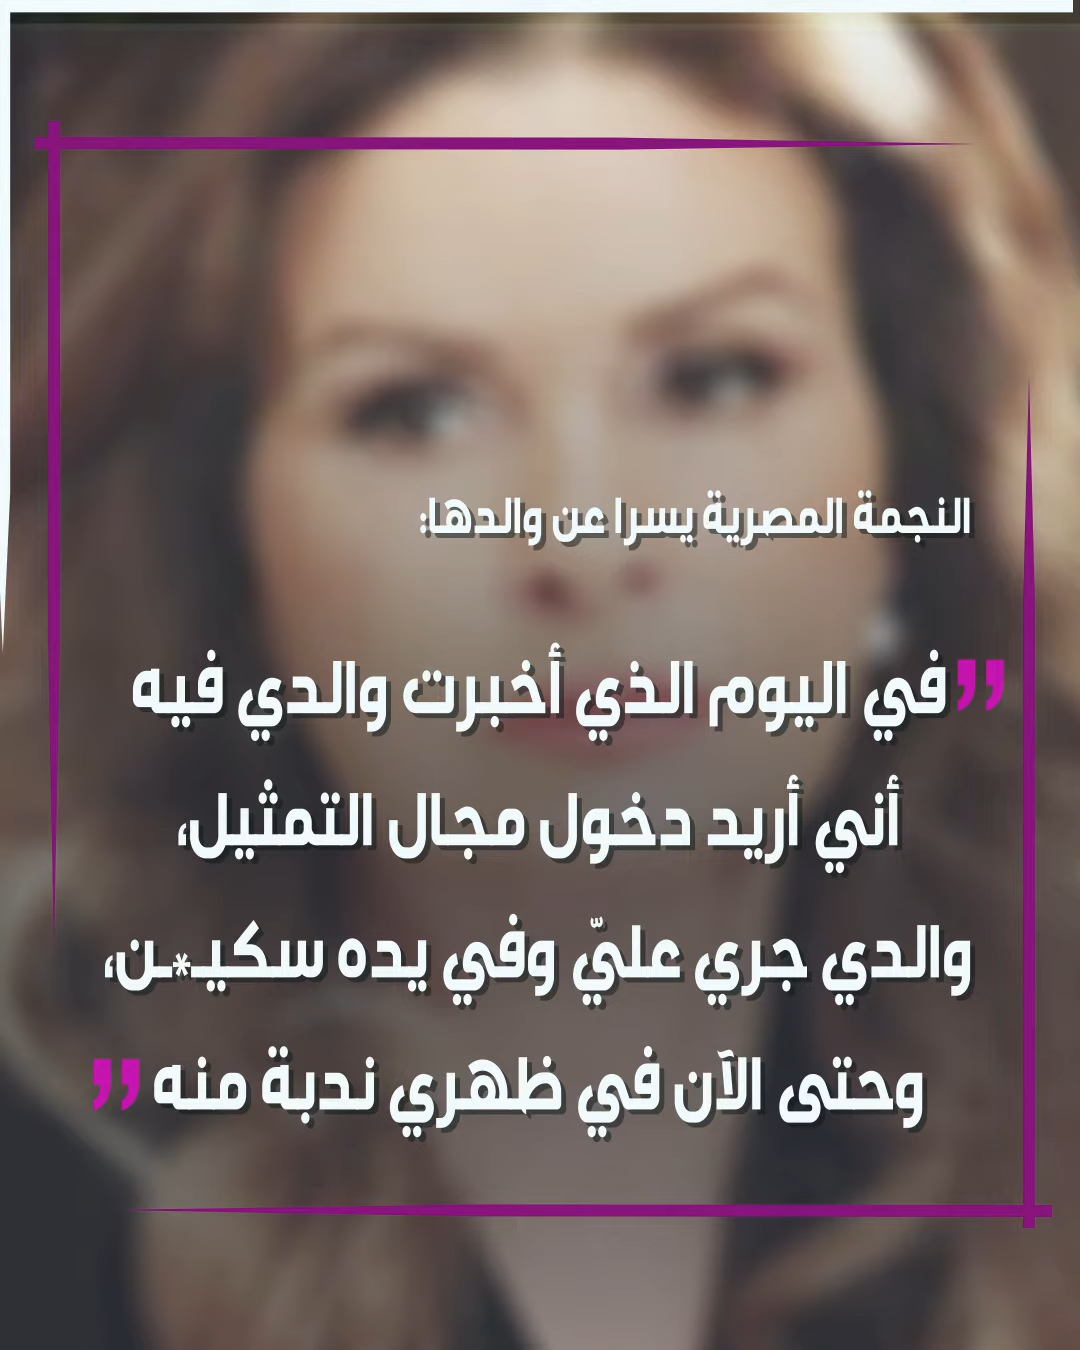 النجمة المصرية يسرا عن والدها:
"في اليوم الذي أخبرت والدي فيه
أني أريد دخول مجال التمثيل،
والدي جري عليّ وفي يده سكيـ*ـن،
وحتى الآن في ظهري ندبة منه"